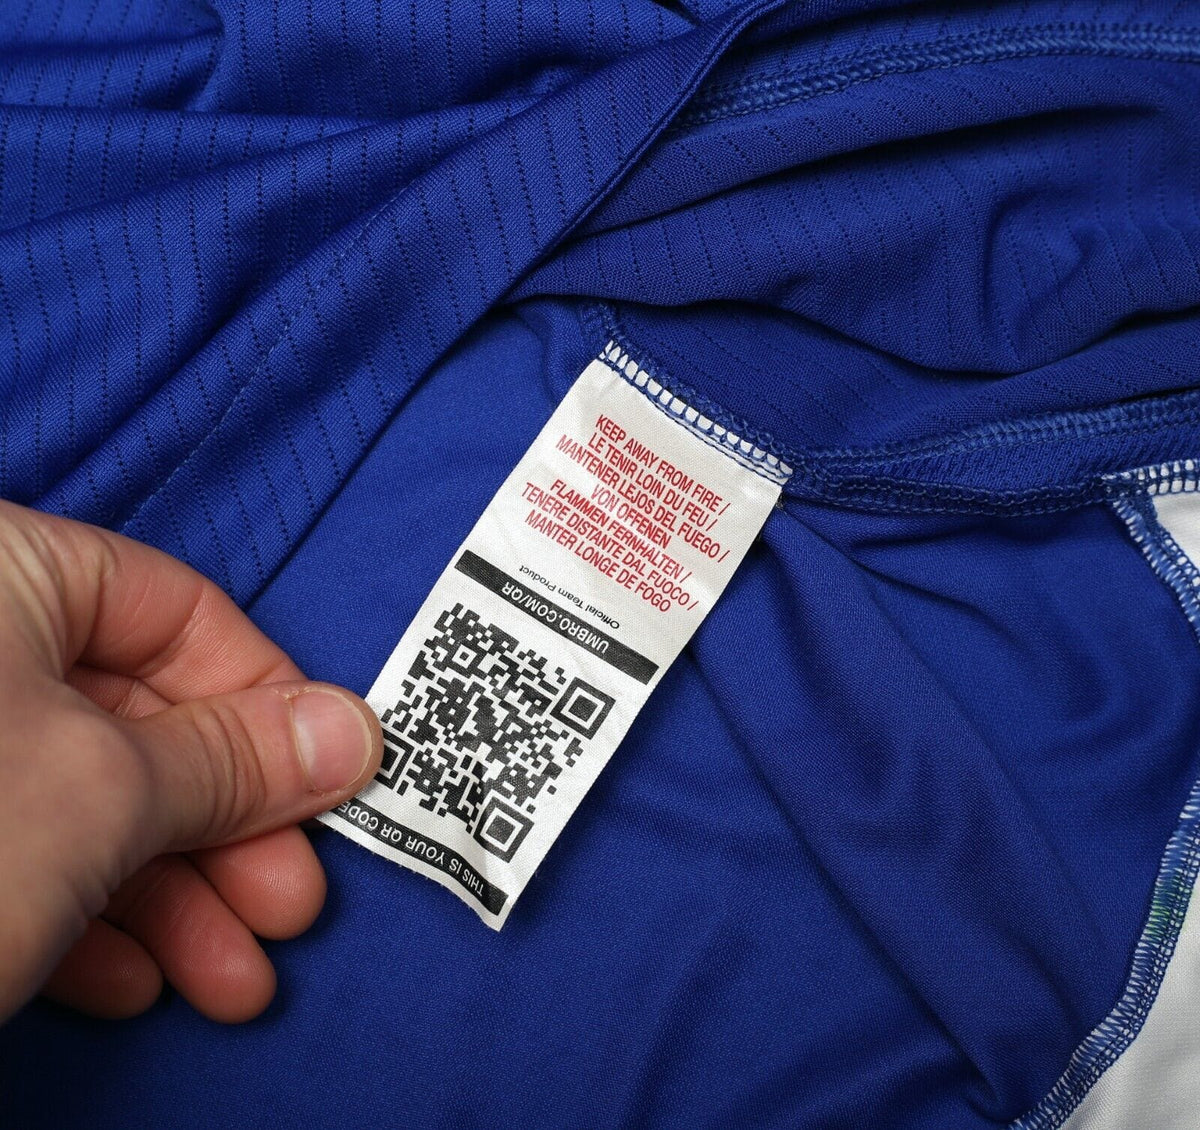 KEEP AWAY FROM FIRE /
LE TENIR LOIN DU FEU /
MANTENER LEJOS DEL FUEGO /
VON OFFENEN
FLAMMEN FERNHALTEN /
TENERE DISTANTE DAL FUOCO /
MANTER LONGE DE FOGO
Official Team Product
UMBRO.COM/QR
THIS IS YOUR QR CODE